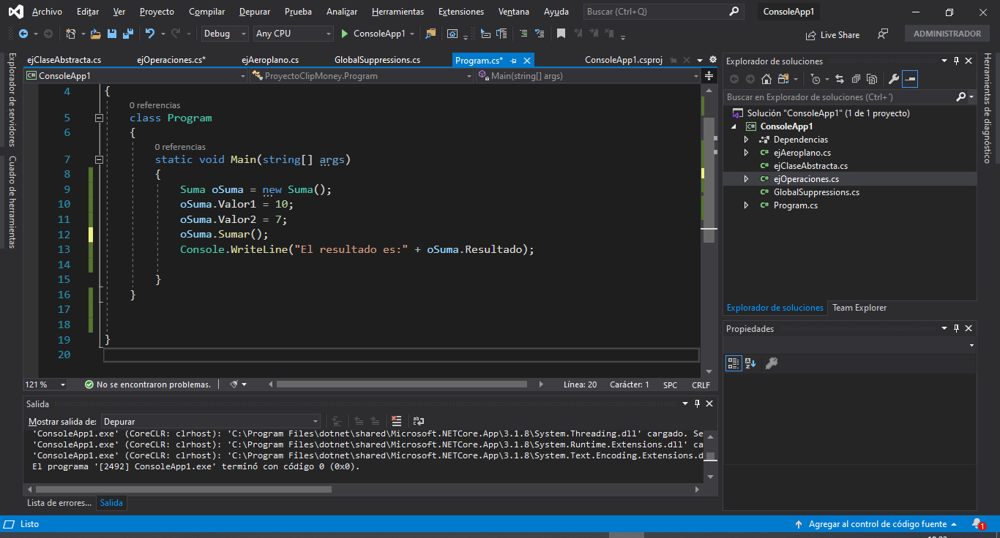 Archivo Editar Ver Proyecto Compilar Depurar Prueba Analizar Herramientas Extensiones Ventana Ayuda Buscar (Ctrl+Q) ConsoleApp1
Debug Any CPU ConsoleApp1 Live Share ADMINISTRADOR
Explorador de servidores
Cuadro de herramientas
ejClaseAbstracta.cs ejOperaciones.cs* ejAeroplano.cs GlobalSuppressions.cs Program.cs* ConsoleApp1.csproj
ConsoleApp1 ProyectoClipMoney.Program Main(string[] args)
4 {
0 referencias
5 class Program
6 {
0 referencias
7 static void Main(string[] args)
8 {
9 Suma oSuma = new Suma();
10 oSuma.Valor1 = 10;
11 oSuma.Valor2 = 7;
12 oSuma.Sumar();
13 Console.WriteLine("El resultado es:" + oSuma.Resultado);
14
15 }
16 }
17
18
19 }
20
121 % No se encontraron problemas. Línea: 20 Carácter: 1 SPC CRLF
Salida
Mostrar salida de: Depurar
'ConsoleApp1.exe' (CoreCLR: clrhost): 'C:\Program Files\dotnet\shared\Microsoft.NETCore.App\3.1.8\System.Threading.dll' cargado. Se
'ConsoleApp1.exe' (CoreCLR: clrhost): 'C:\Program Files\dotnet\shared\Microsoft.NETCore.App\3.1.8\System.Runtime.Extensions.dll' ca
'ConsoleApp1.exe' (CoreCLR: clrhost): 'C:\Program Files\dotnet\shared\Microsoft.NETCore.App\3.1.8\System.Text.Encoding.Extensions.d
El programa '[2492] ConsoleApp1.exe' terminó con código 0 (0x0).
Lista de errores... Salida
Explorador de soluciones
Buscar en Explorador de soluciones (Ctrl+´)
Solución "ConsoleApp1" (1 de 1 proyecto)
C# ConsoleApp1
Dependencias
C# ejAeroplano.cs
C# ejClaseAbstracta.cs
C# ejOperaciones.cs
C# GlobalSuppressions.cs
C# Program.cs
Explorador de soluciones Team Explorer
Propiedades
Herramientas de diagnóstico
Listo Agregar al control de código fuente 1